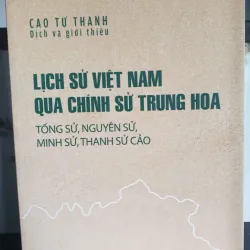 CAO TỰ THANH
Dịch và giới thiệu
LỊCH SỬ VIỆT NAM
QUA CHÍNH SỬ TRUNG HOA
TỐNG SỬ, NGUYÊN SỬ,
MINH SỬ, THANH SỬ CẢO